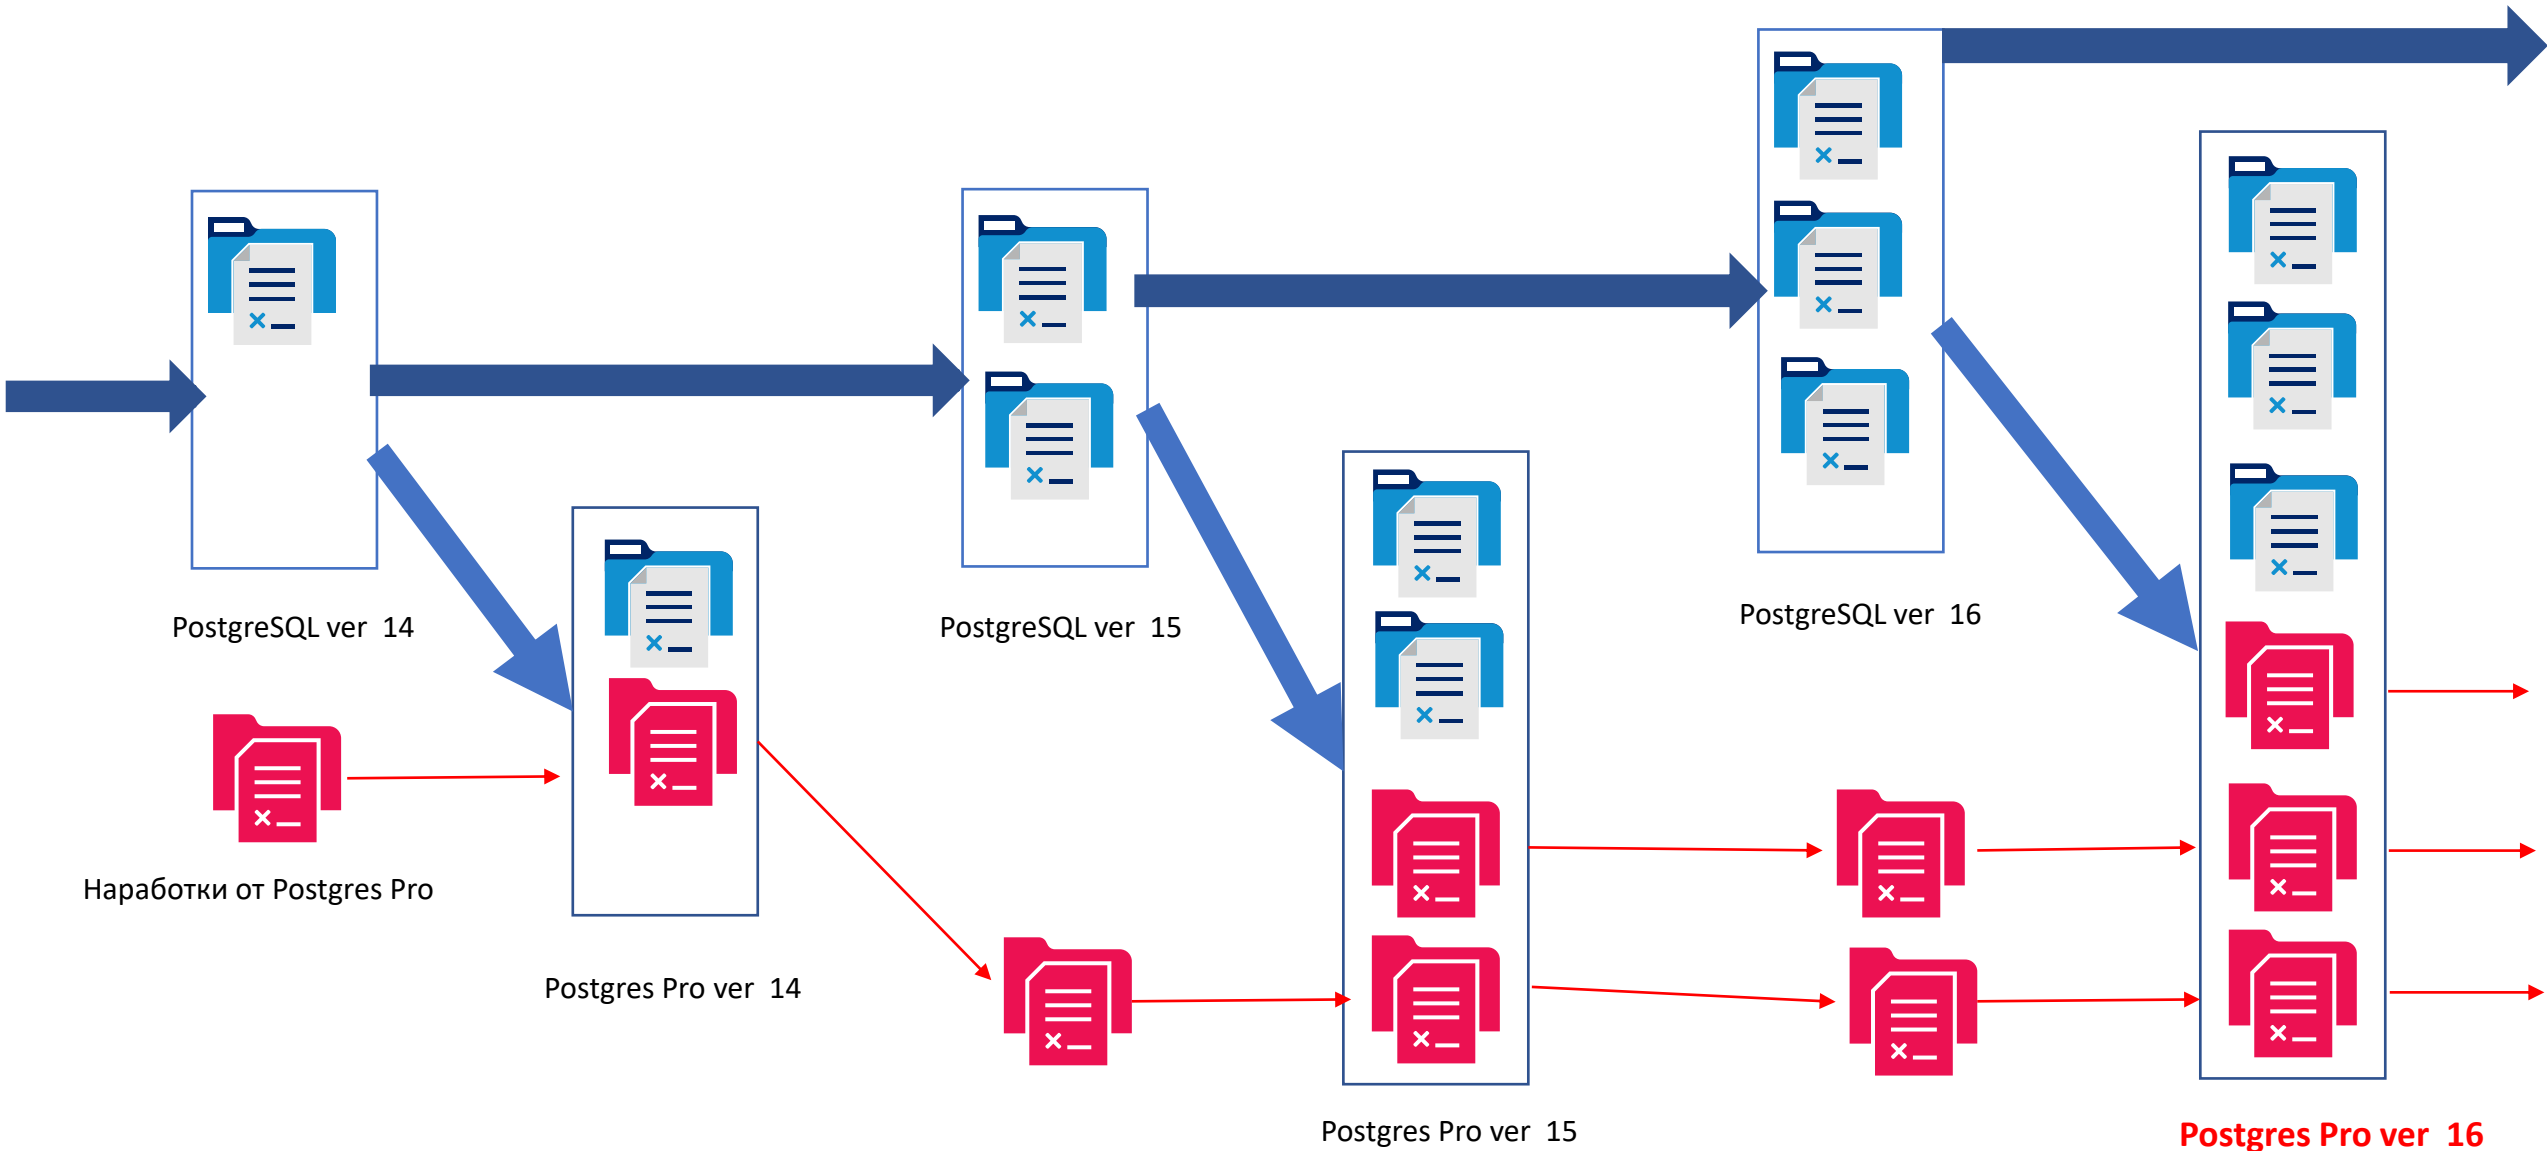 PostgreSQL ver 14
PostgreSQL ver 15
PostgreSQL ver 16
Наработки от Postgres Pro
Postgres Pro ver 14
Postgres Pro ver 15
Postgres Pro ver 16